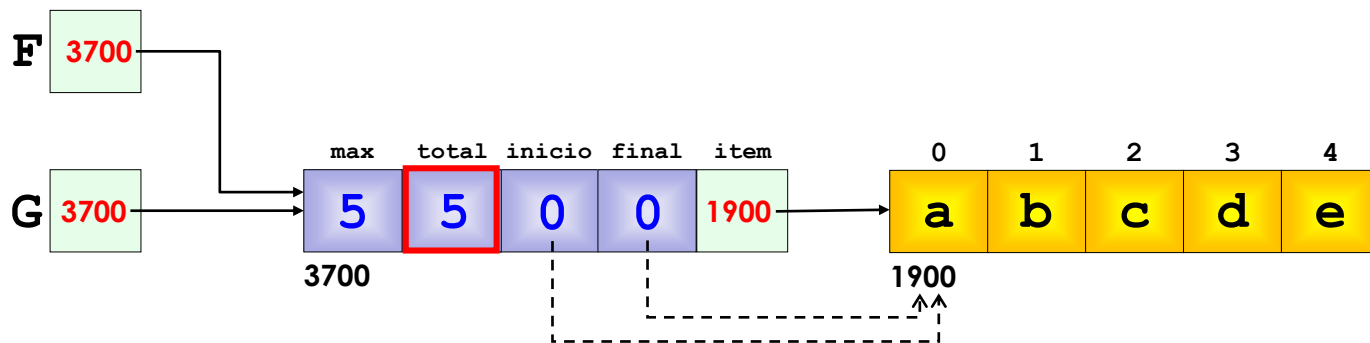 F 3700
max total inicio final item 0 1 2 3 4
G 3700 5 5 0 0 1900 a b c d e
3700 1900